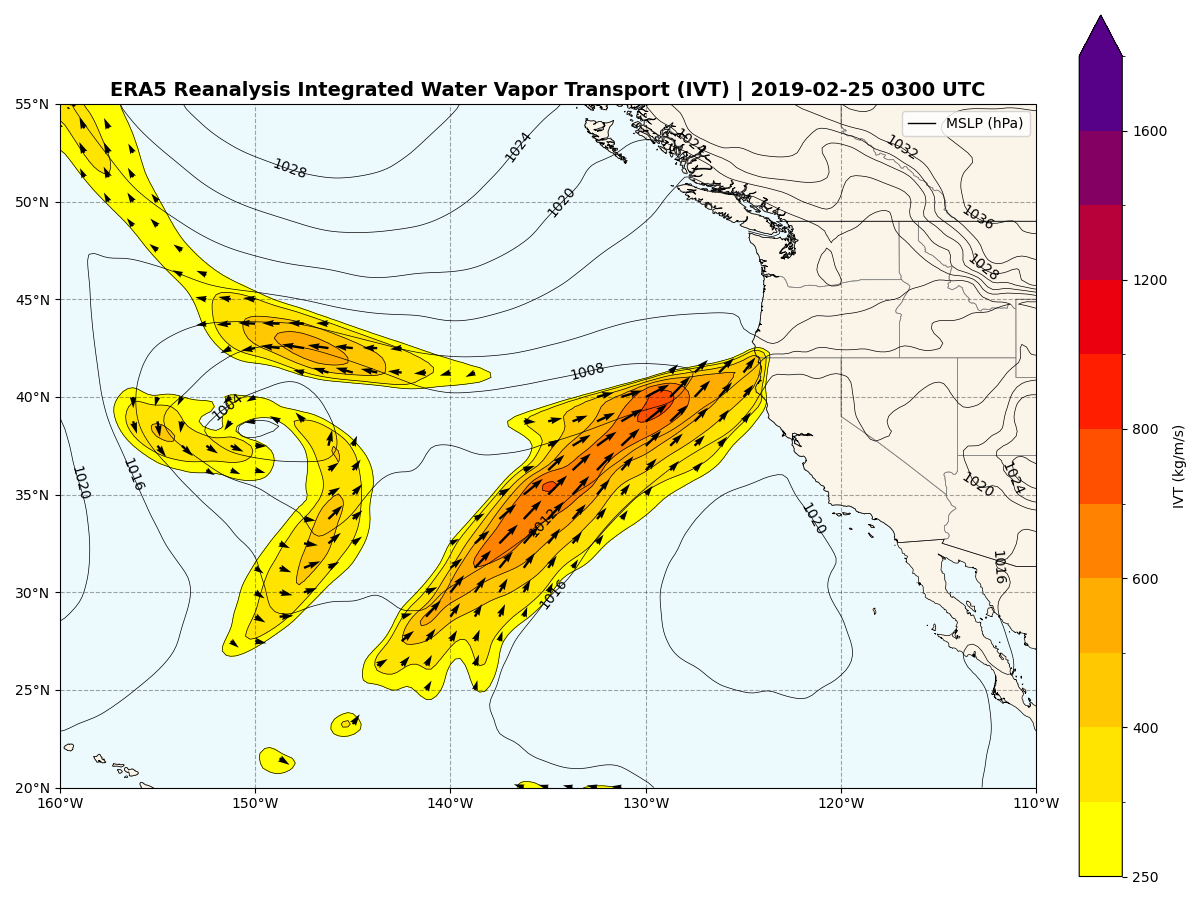 ERA5 Reanalysis Integrated Water Vapor Transport (IVT) | 2019-02-25 0300 UTC
MSLP (hPa)
55°N
50°N
45°N
40°N
35°N
30°N
25°N
20°N
160°W
150°W
140°W
130°W
120°W
110°W
1028
1024
1020
1024
1032
1036
1028
1008
1004
1020
1016
1012
1016
1020
1020
1024
1016
1600
1200
800
600
400
250
IVT (kg/m/s)